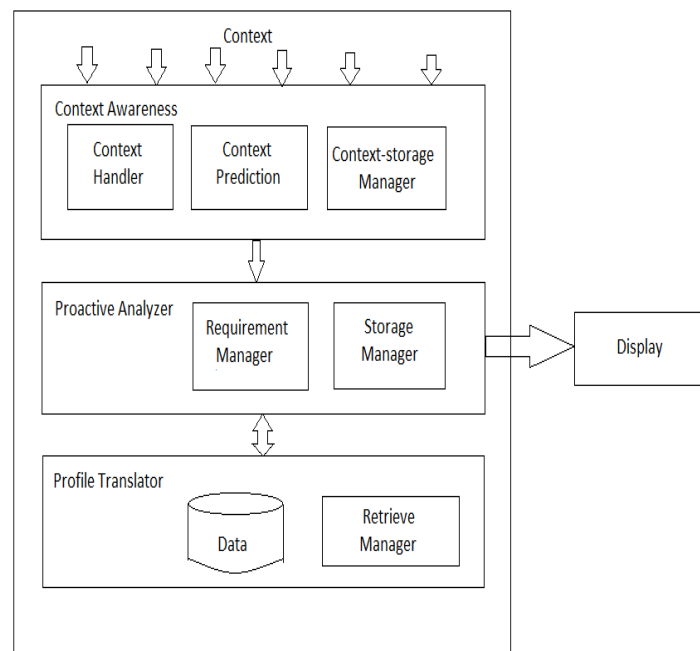 Context
Context Awareness
Context
Handler
Context
Prediction
Context-storage
Manager
Proactive Analyzer
Requirement
Manager
Storage
Manager
Display
Profile Translator
Data
Retrieve
Manager